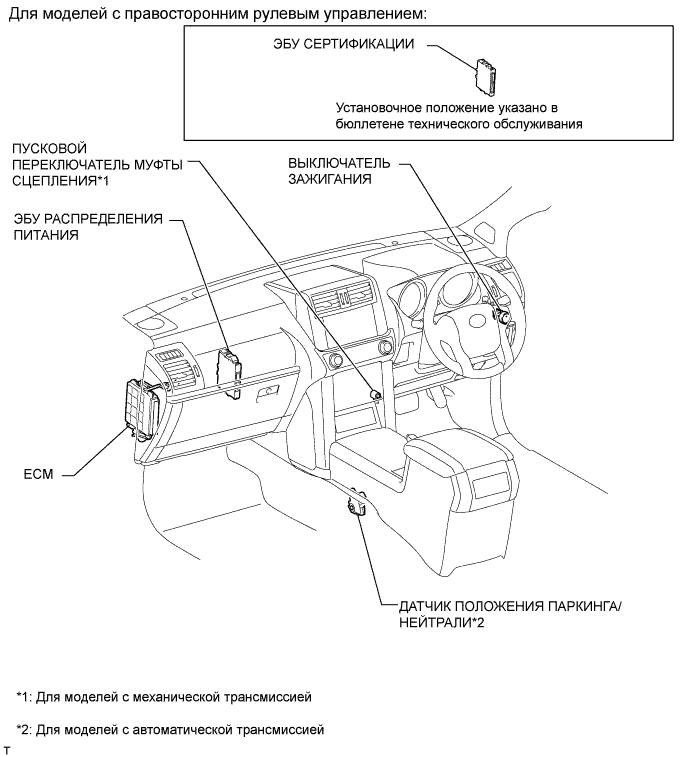 Для моделей с правосторонним рулевым управлением:
ЭБУ СЕРТИФИКАЦИИ
Установочное положение указано в
бюллетене технического обслуживания
ПУСКОВОЙ
ПЕРЕКЛЮЧАТЕЛЬ МУФТЫ
СЦЕПЛЕНИЯ*1
ВЫКЛЮЧАТЕЛЬ
ЗАЖИГАНИЯ
ЭБУ РАСПРЕДЕЛЕНИЯ
ПИТАНИЯ
ECM
ДАТЧИК ПОЛОЖЕНИЯ ПАРКИНГА/
НЕЙТРАЛИ*2
*1: Для моделей с механической трансмиссией
*2: Для моделей с автоматической трансмиссией
T